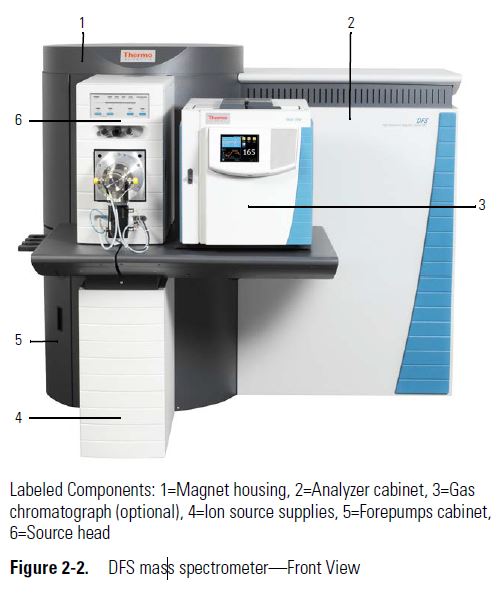 1
2
Thermo
SCIENTIFIC
6
Thermo
DFS
165
3
5
4
Labeled Components: 1=Magnet housing, 2=Analyzer cabinet, 3=Gas
chromatograph (optional), 4=Ion source supplies, 5=Forepumps cabinet,
6=Source head
Figure 2-2. DFS mass spectrometer—Front View